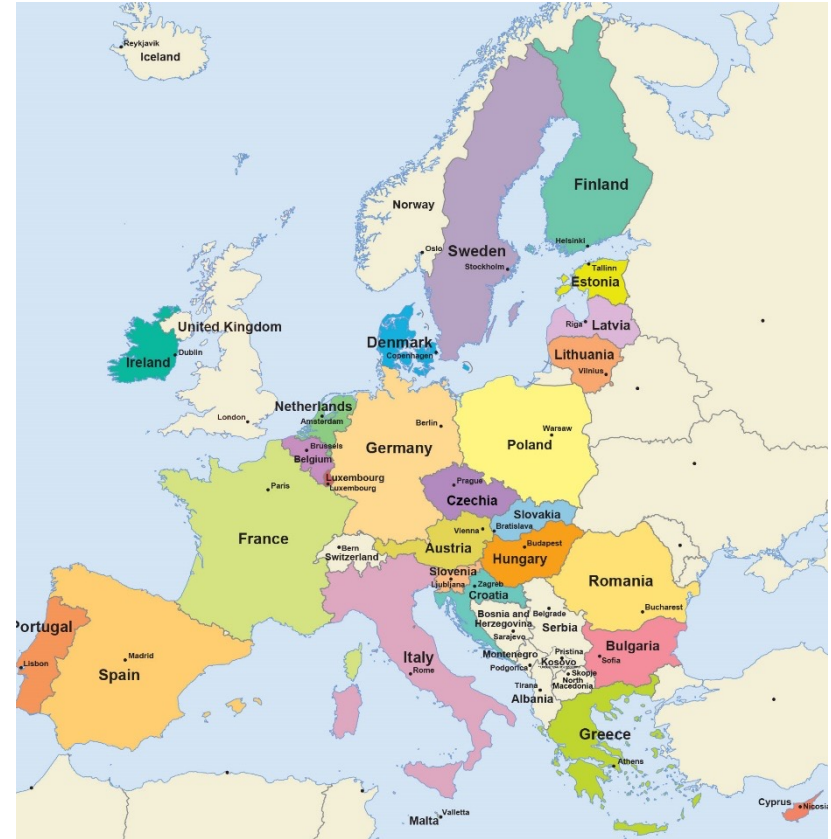 Reykjavik
Iceland
Finland
Norway
Helsinki
Oslo
Sweden
Stockholm
Tallinn
Estonia
Riga
Latvia
United Kingdom
Denmark
Copenhagen
Dublin
Ireland
Lithuania
Vilnius
Netherlands
Amsterdam
London
Berlin
Warsaw
Brussels
Belgium
Germany
Poland
Luxembourg
Luxembourg
Prague
Czechia
Paris
Slovakia
Bratislava
Vienna
France
Austria
Budapest
Hungary
Bern
Switzerland
Slovenia
Ljubljana
Zagreb
Croatia
Romania
Bucharest
Bosnia and
Herzegovina
Sarajevo
Belgrade
Serbia
Portugal
Lisbon
Madrid
Spain
Italy
Rome
Montenegro
Podgorica
Pristina
Kosovo
Bulgaria
Sofia
Skopje
North
Macedonia
Tirana
Albania
Greece
Athens
Malta
Valletta
Cyprus
Nicosia